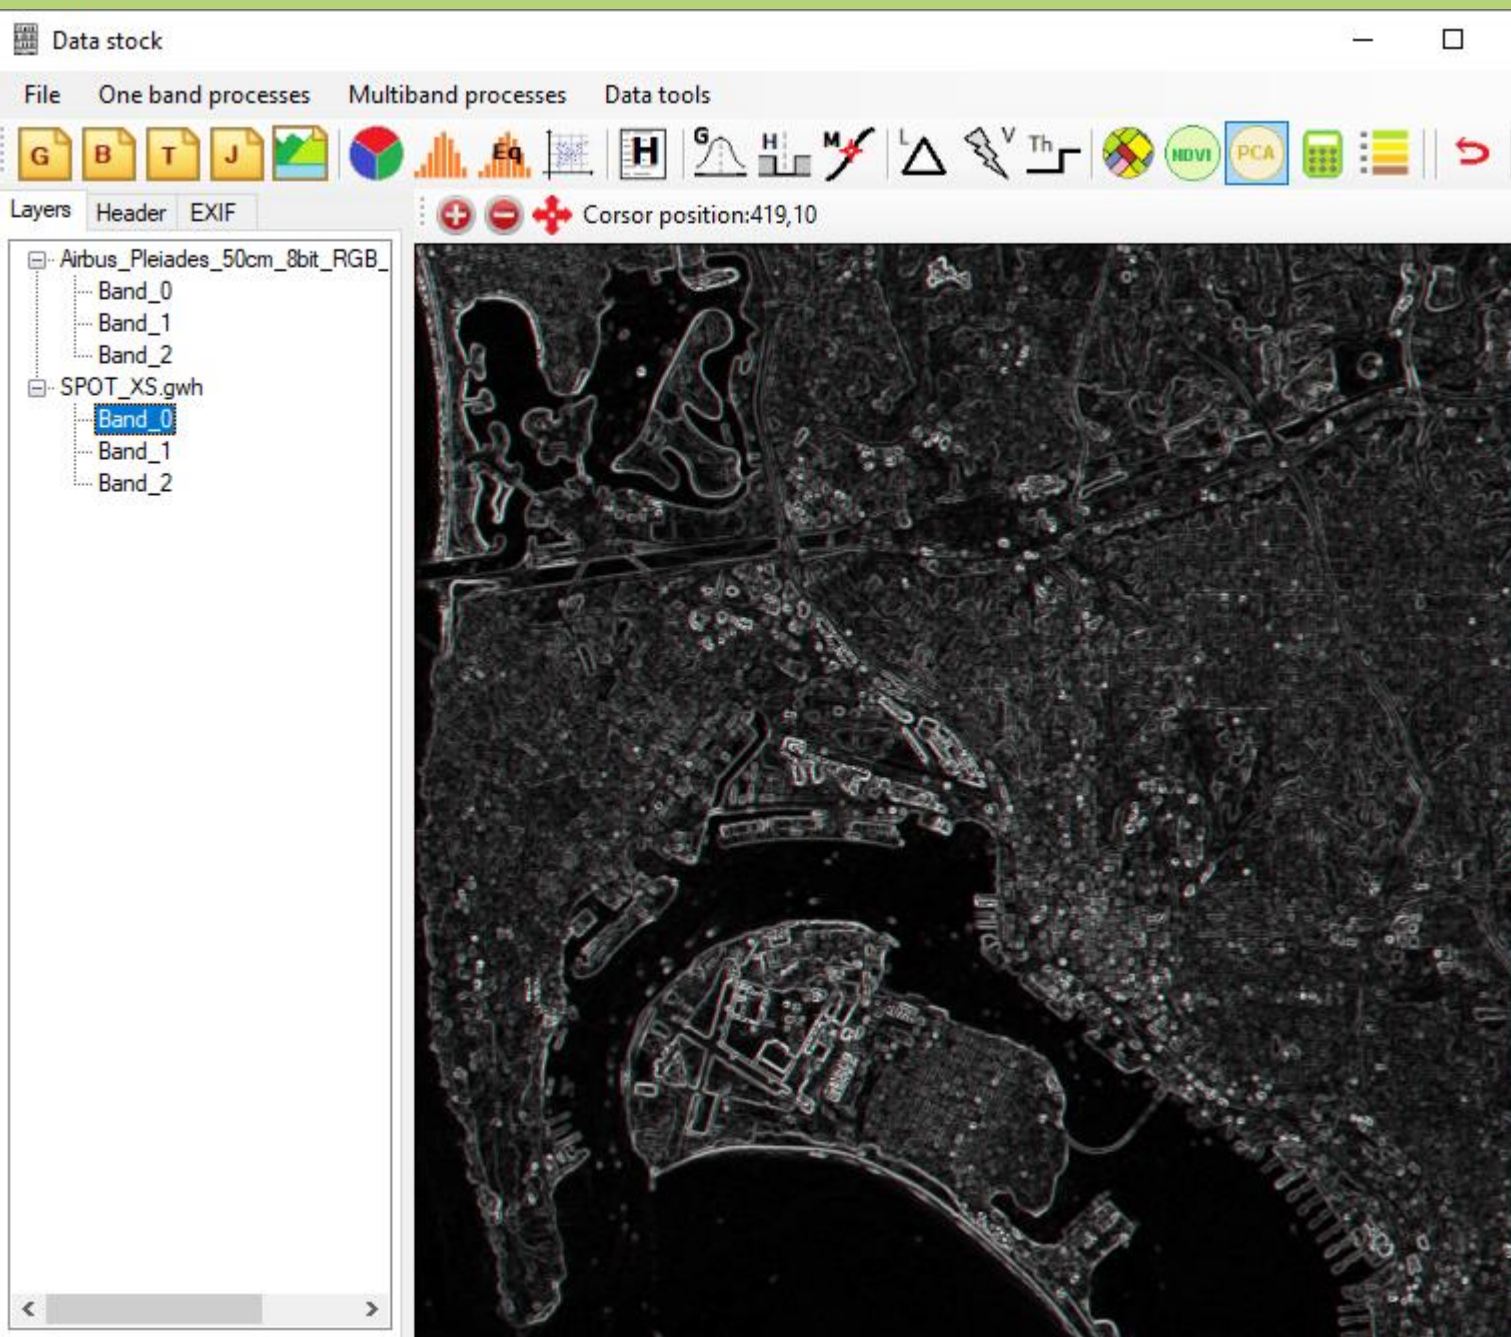 Data stock
File One band processes Multiband processes Data tools
G B T J Eq H G H M L V Th NDVI PCA
Layers Header EXIF Corsor position:419,10
Airbus_Pleiades_50cm_8bit_RGB_
Band_0
Band_1
Band_2
SPOT_XS.gwh
Band_0
Band_1
Band_2